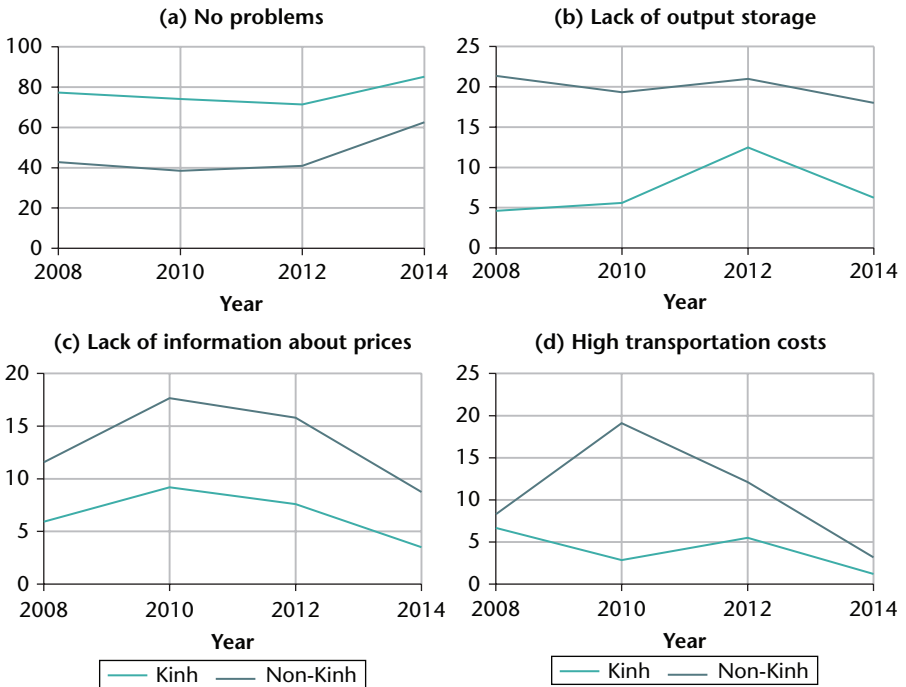 (a) No problems
100
80
60
40
20
0
2008 2010 2012 2014
Year
(b) Lack of output storage
25
20
15
10
5
0
2008 2010 2012 2014
Year
(c) Lack of information about prices
20
15
10
5
0
2008 2010 2012 2014
Year
Kinh Non-Kinh
(d) High transportation costs
25
20
15
10
5
0
2008 2010 2012 2014
Year
Kinh Non-Kinh